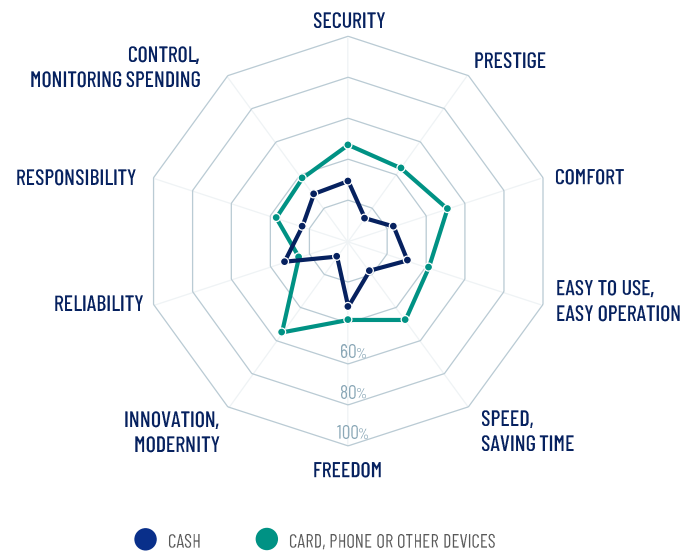 SECURITY
PRESTIGE
CONTROL,
MONITORING SPENDING
RESPONSIBILITY
COMFORT
RELIABILITY
EASY TO USE,
EASY OPERATION
60%
80%
100%
INNOVATION,
MODERNITY
SPEED,
SAVING TIME
FREEDOM
CASH
CARD, PHONE OR OTHER DEVICES